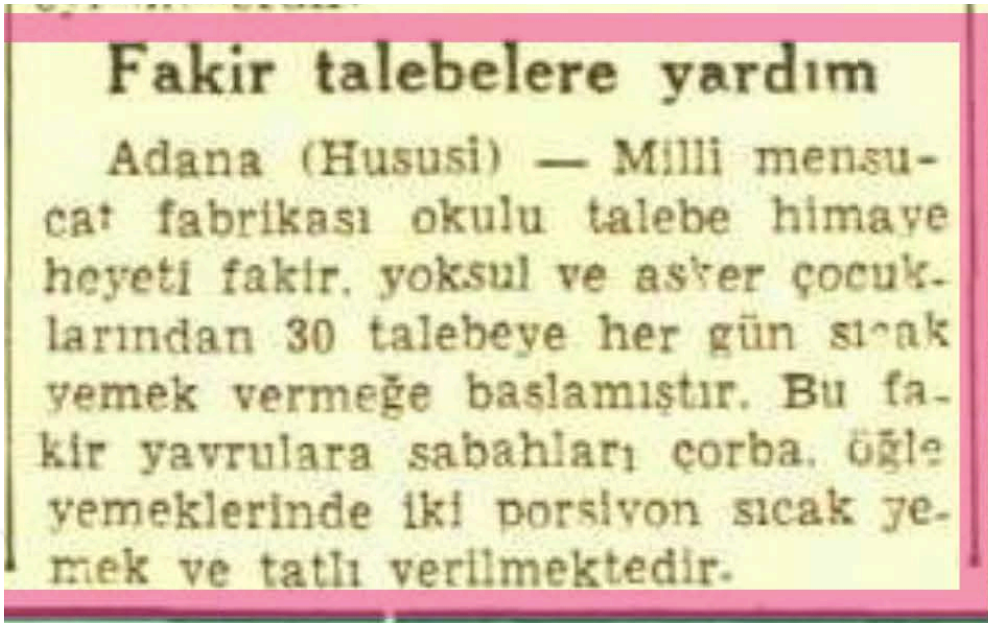 Fakir talebelere yardım
Adana (Hususi) — Milli mensu-
cat fabrikası okulu talebe himaye
heyeti fakir, yoksul ve asker çocuk-
larından 30 talebeye her gün sıcak
yemek vermeğe başlamıştır. Bu fa-
kir yavrulara sabahları çorba, öğle
yemeklerinde iki porsiyon sıcak ye-
mek ve tatlı verilmektedir.